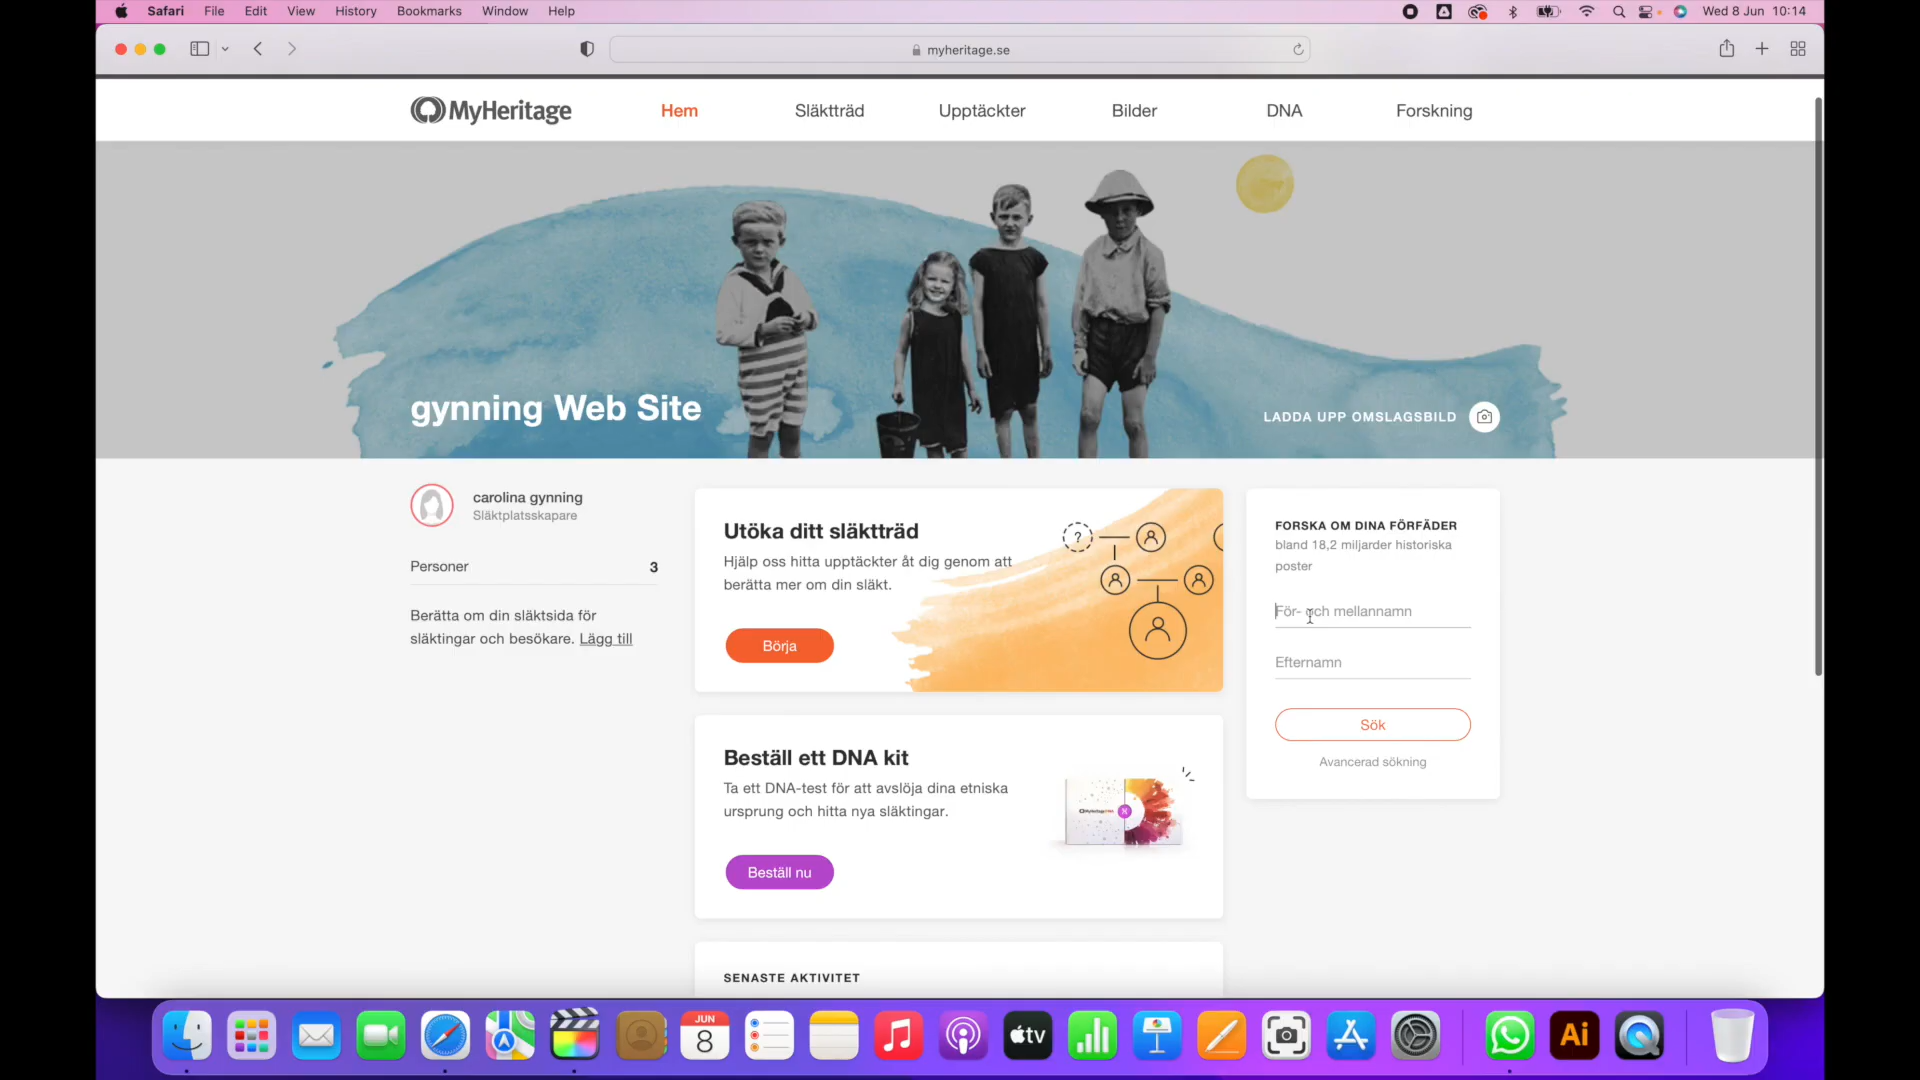 Safari File Edit View History Bookmarks Window Help Wed 8 Jun 10:14
myheritage.se
MyHeritage Hem Släktträd Upptäckter Bilder DNA Forskning
gynning Web Site
LADDA UPP OMSLAGSBILD
carolina gynning
Släktplatsskapare
Personer 3
Berätta om din släktsida för
släktingar och besökare. Lägg till
Utöka ditt släktträd
Hjälp oss hitta upptäckter åt dig genom att
berätta mer om din släkt.
?
Börja
Beställ ett DNA kit
Ta ett DNA-test för att avslöja dina etniska
ursprung och hitta nya släktingar.
MyHeritage DNA
Beställ nu
SENASTE AKTIVITET
FORSKA OM DINA FÖRFÄDER
bland 18,2 miljarder historiska
poster
För- och mellannamn
Efternamn
Sök
Avancerad sökning
JUN
8
tv
Ai